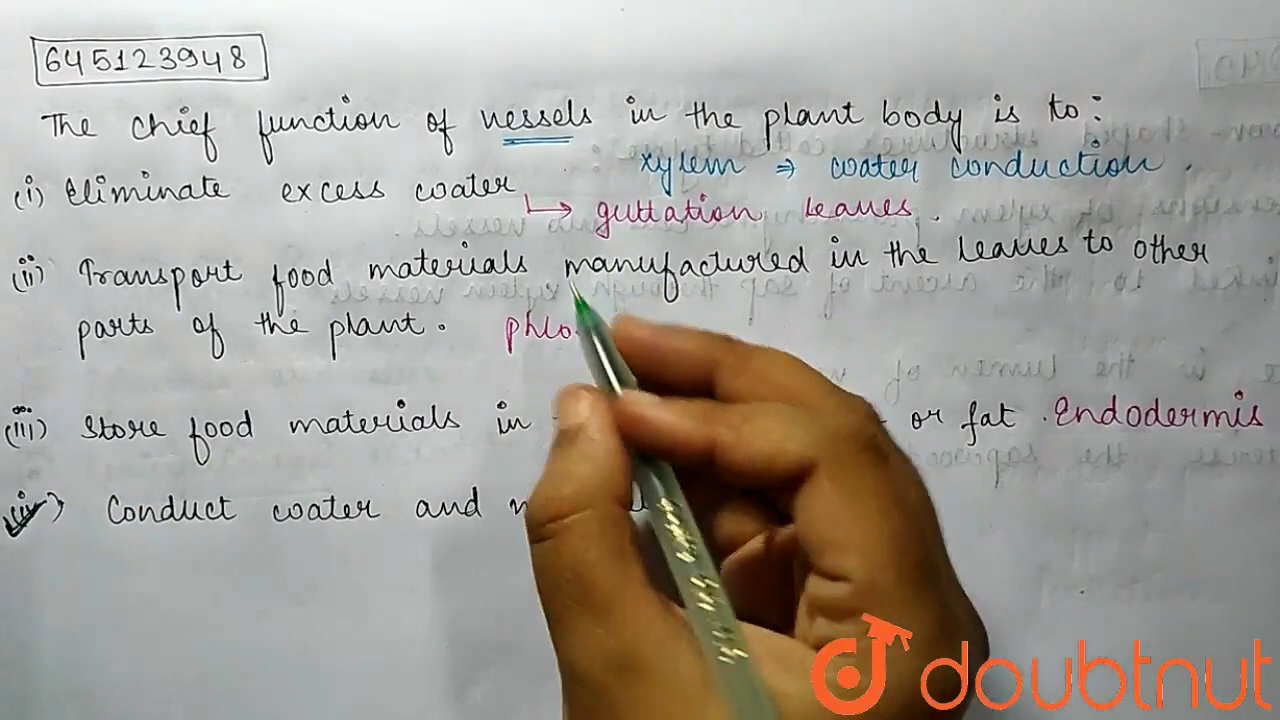 645123948
The chief function of vessels in the plant body is to:
xylem ⇒ water conduction.
(i) Eliminate excess water
↳ guttation leaves.
(ii) Transport food materials manufactured in the leaves to other
parts of the plant. phlo
(iii) Store food materials in or fat. Endodermis
(iv) Conduct water and
doubtnut